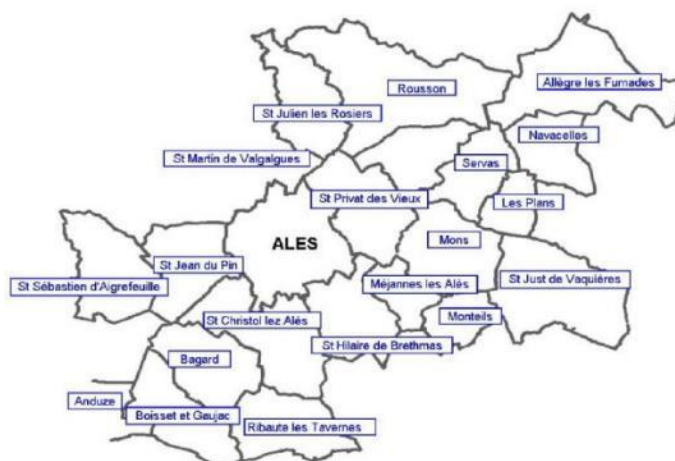 Allègre les Fumades
Rousson
St Julien les Rosiers
Navacelles
St Martin de Valgalgues
Servas
St Privat des Vieux
Les Plans
ALES
Mons
St Jean du Pin
St Sébastien d'Aigrefeuille
Méjannes les Alès
St Just de Vaquières
St Christol lez Alés
Monteils
St Hilaire de Brethmas
Bagard
Anduze
Boisset et Gaujac
Ribaute les Tavernes